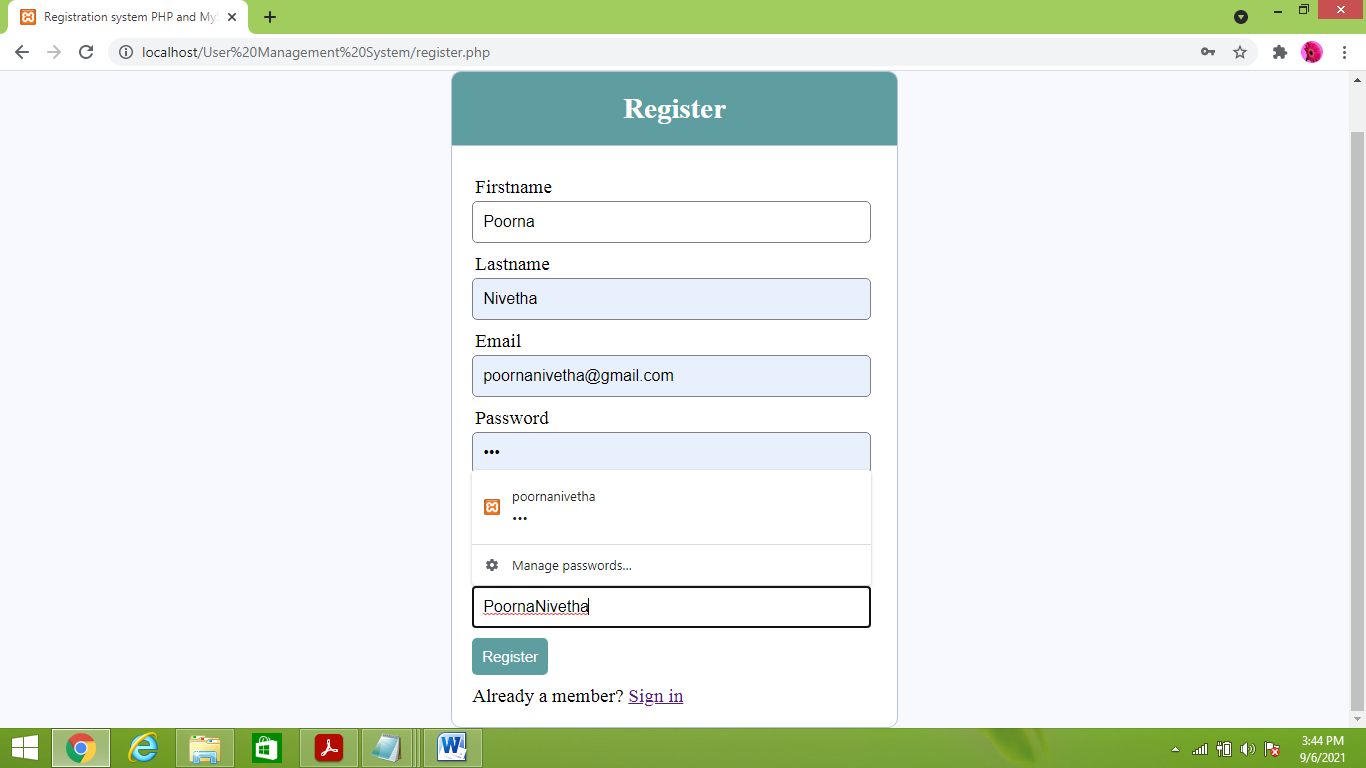 Registration system PHP and My
localhost/User%20Management%20System/register.php
Register
Firstname
Poorna
Lastname
Nivetha
Email
poornanivetha@gmail.com
Password
•••
poornanivetha
•••
Manage passwords...
PoornaNivetha
Register
Already a member? Sign in
3:44 PM
9/6/2021